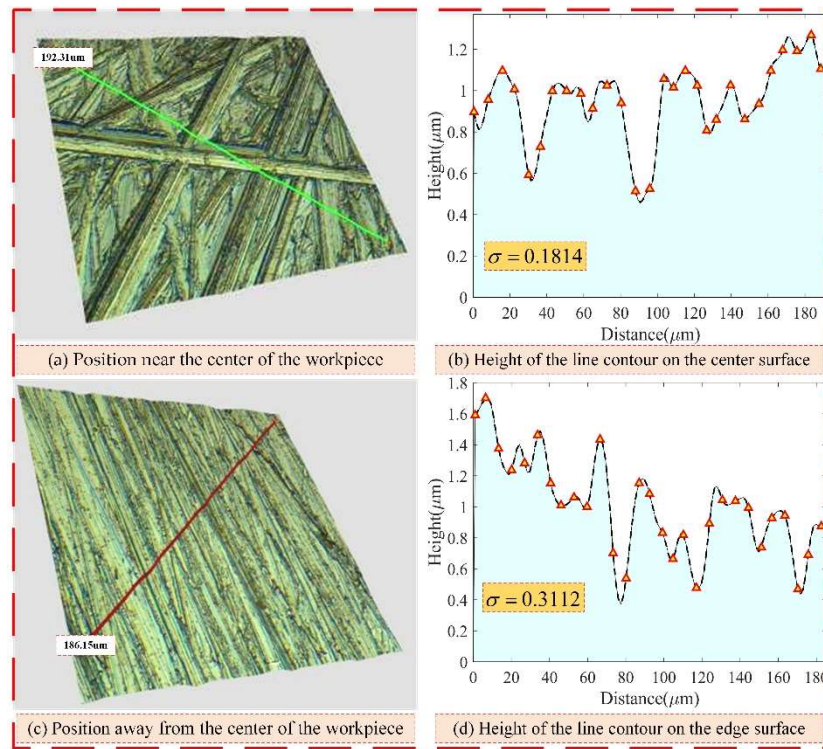 192.31um
(a) Position near the center of the workpiece
Height(μm)
1.2
1
0.8
0.6
0.4
0.2
0
σ = 0.1814
0 20 40 60 80 100 120 140 160 180
Distance(μm)
(b) Height of the line contour on the center surface
186.15um
(c) Position away from the center of the workpiece
Height(μm)
1.8
1.6
1.4
1.2
1
0.8
0.6
0.4
0.2
0
σ = 0.3112
0 20 40 60 80 100 120 140 160 180
Distance(μm)
(d) Height of the line contour on the edge surface